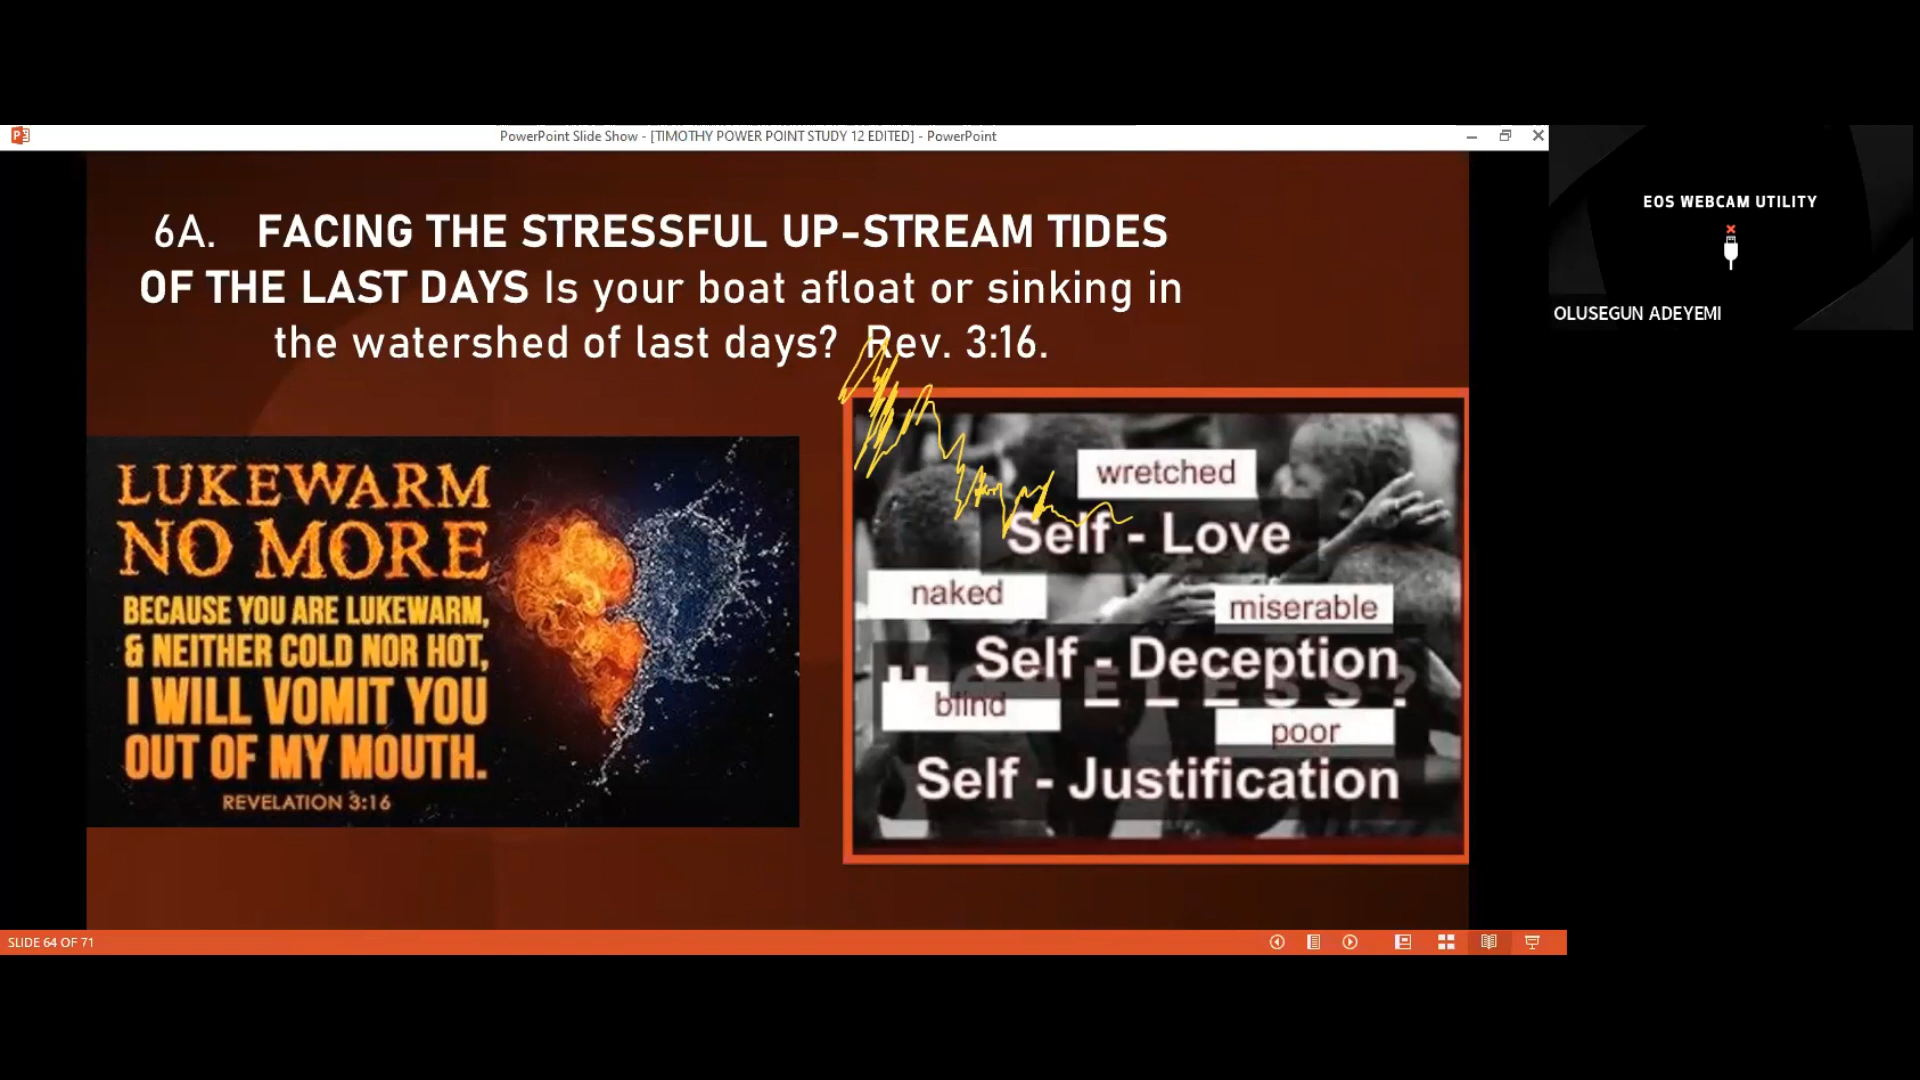 PowerPoint Slide Show - [TIMOTHY POWER POINT STUDY 12 EDITED] - PowerPoint
6A. FACING THE STRESSFUL UP-STREAM TIDES
OF THE LAST DAYS Is your boat afloat or sinking in
the watershed of last days? Rev. 3:16.
LUKEWARM
NO MORE
BECAUSE YOU ARE LUKEWARM,
& NEITHER COLD NOR HOT,
I WILL VOMIT YOU
OUT OF MY MOUTH.
REVELATION 3:16
wretched
Self - Love
naked
miserable
Self - Deception
ELESS?
blind
poor
Self - Justification
EOS WEBCAM UTILITY
OLUSEGUN ADEYEMI
SLIDE 64 OF 71